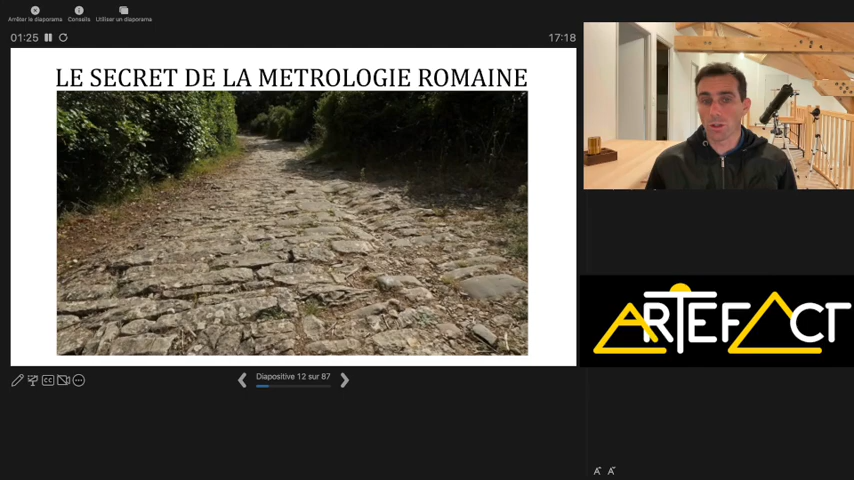 Arrêter le diaporama
Conseils
Utiliser un diaporama
01:25
17:18
LE SECRET DE LA METROLOGIE ROMAINE
ARTEFACT
CC
Diapositive 12 sur 87
A A